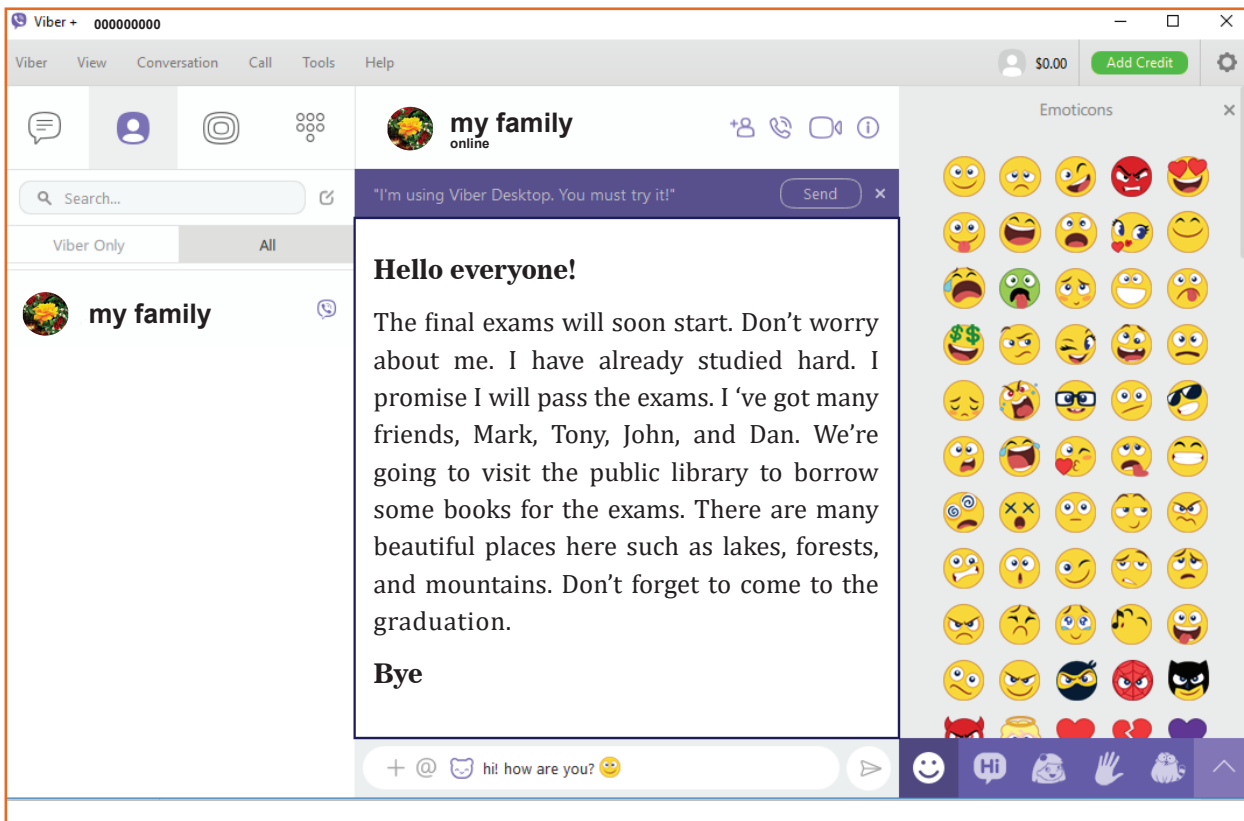 Viber + 000000000
Viber View Conversation Call Tools Help $0.00 Add Credit
my family
online
Emoticons
Search...
"I'm using Viber Desktop. You must try it!" Send
Viber Only All
my family
Hello everyone!
The final exams will soon start. Don’t worry
about me. I have already studied hard. I
promise I will pass the exams. I ‘ve got many
friends, Mark, Tony, John, and Dan. We’re
going to visit the public library to borrow
some books for the exams. There are many
beautiful places here such as lakes, forests,
and mountains. Don’t forget to come to the
graduation.
Bye
hi! how are you?
Hi